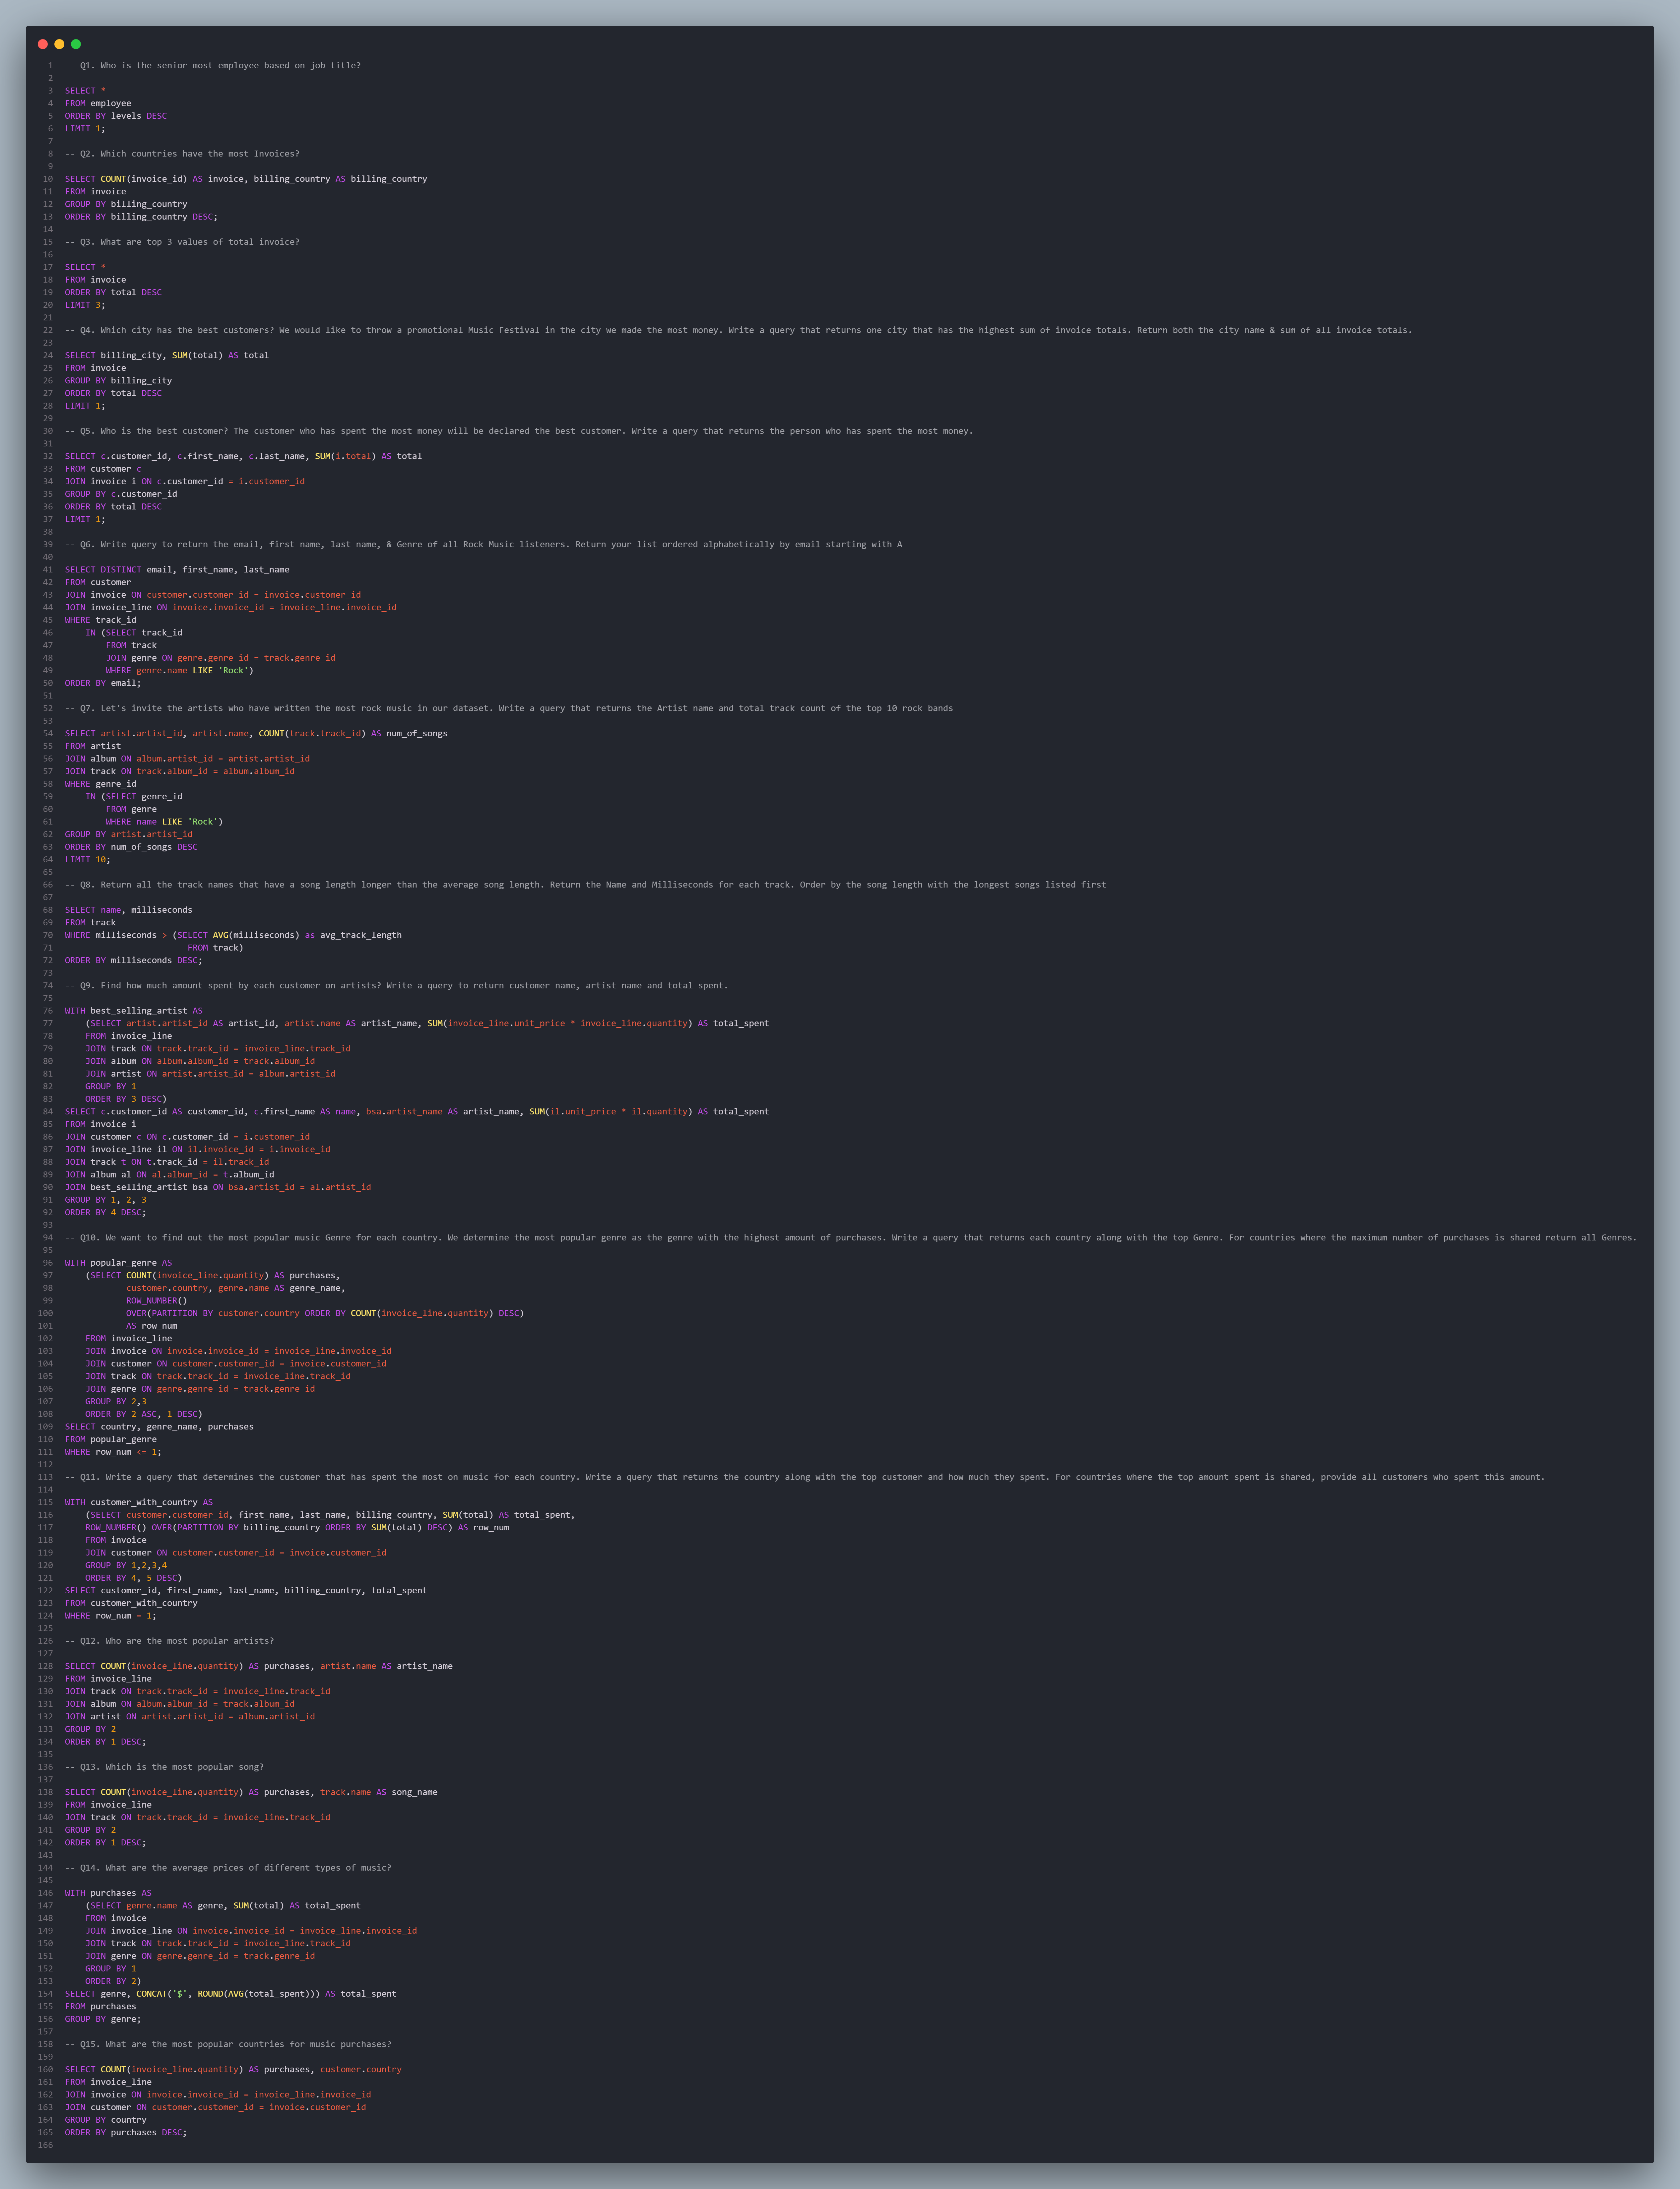 1 -- Q1. Who is the senior most employee based on job title?
2
3 SELECT *
4 FROM employee
5 ORDER BY levels DESC
6 LIMIT 1;
7
8 -- Q2. Which countries have the most Invoices?
9
10 SELECT COUNT(invoice_id) AS invoice, billing_country AS billing_country
11 FROM invoice
12 GROUP BY billing_country
13 ORDER BY billing_country DESC;
14
15 -- Q3. What are top 3 values of total invoice?
16
17 SELECT *
18 FROM invoice
19 ORDER BY total DESC
20 LIMIT 3;
21
22 -- Q4. Which city has the best customers? We would like to throw a promotional Music Festival in the city we made the most money. Write a query that returns one city that has the highest sum of invoice totals. Return both the city name & sum of all invoice totals.
23
24 SELECT billing_city, SUM(total) AS total
25 FROM invoice
26 GROUP BY billing_city
27 ORDER BY total DESC
28 LIMIT 1;
29
30 -- Q5. Who is the best customer? The customer who has spent the most money will be declared the best customer. Write a query that returns the person who has spent the most money.
31
32 SELECT c.customer_id, c.first_name, c.last_name, SUM(i.total) AS total
33 FROM customer c
34 JOIN invoice i ON c.customer_id = i.customer_id
35 GROUP BY c.customer_id
36 ORDER BY total DESC
37 LIMIT 1;
38
39 -- Q6. Write query to return the email, first name, last name, & Genre of all Rock Music listeners. Return your list ordered alphabetically by email starting with A
40
41 SELECT DISTINCT email, first_name, last_name
42 FROM customer
43 JOIN invoice ON customer.customer_id = invoice.customer_id
44 JOIN invoice_line ON invoice.invoice_id = invoice_line.invoice_id
45 WHERE track_id
46     IN (SELECT track_id
47         FROM track
48         JOIN genre ON genre.genre_id = track.genre_id
49         WHERE genre.name LIKE 'Rock')
50 ORDER BY email;
51
52 -- Q7. Let's invite the artists who have written the most rock music in our dataset. Write a query that returns the Artist name and total track count of the top 10 rock bands
53
54 SELECT artist.artist_id, artist.name, COUNT(track.track_id) AS num_of_songs
55 FROM artist
56 JOIN album ON album.artist_id = artist.artist_id
57 JOIN track ON track.album_id = album.album_id
58 WHERE genre_id
59     IN (SELECT genre_id
60         FROM genre
61         WHERE name LIKE 'Rock')
62 GROUP BY artist.artist_id
63 ORDER BY num_of_songs DESC
64 LIMIT 10;
65
66 -- Q8. Return all the track names that have a song length longer than the average song length. Return the Name and Milliseconds for each track. Order by the song length with the longest songs listed first
67
68 SELECT name, milliseconds
69 FROM track
70 WHERE milliseconds > (SELECT AVG(milliseconds) as avg_track_length
71                         FROM track)
72 ORDER BY milliseconds DESC;
73
74 -- Q9. Find how much amount spent by each customer on artists? Write a query to return customer name, artist name and total spent.
75
76 WITH best_selling_artist AS
77     (SELECT artist.artist_id AS artist_id, artist.name AS artist_name, SUM(invoice_line.unit_price * invoice_line.quantity) AS total_spent
78     FROM invoice_line
79     JOIN track ON track.track_id = invoice_line.track_id
80     JOIN album ON album.album_id = track.album_id
81     JOIN artist ON artist.artist_id = album.artist_id
82     GROUP BY 1
83     ORDER BY 3 DESC)
84 SELECT c.customer_id AS customer_id, c.first_name AS name, bsa.artist_name AS artist_name, SUM(il.unit_price * il.quantity) AS total_spent
85 FROM invoice i
86 JOIN customer c ON c.customer_id = i.customer_id
87 JOIN invoice_line il ON il.invoice_id = i.invoice_id
88 JOIN track t ON t.track_id = il.track_id
89 JOIN album al ON al.album_id = t.album_id
90 JOIN best_selling_artist bsa ON bsa.artist_id = al.artist_id
91 GROUP BY 1, 2, 3
92 ORDER BY 4 DESC;
93
94 -- Q10. We want to find out the most popular music Genre for each country. We determine the most popular genre as the genre with the highest amount of purchases. Write a query that returns each country along with the top Genre. For countries where the maximum number of purchases is shared return all Genres.
95
96 WITH popular_genre AS
97     (SELECT COUNT(invoice_line.quantity) AS purchases,
98             customer.country, genre.name AS genre_name,
99             ROW_NUMBER()
100             OVER(PARTITION BY customer.country ORDER BY COUNT(invoice_line.quantity) DESC)
101             AS row_num
102     FROM invoice_line
103     JOIN invoice ON invoice.invoice_id = invoice_line.invoice_id
104     JOIN customer ON customer.customer_id = invoice.customer_id
105     JOIN track ON track.track_id = invoice_line.track_id
106     JOIN genre ON genre.genre_id = track.genre_id
107     GROUP BY 2,3
108     ORDER BY 2 ASC, 1 DESC)
109 SELECT country, genre_name, purchases
110 FROM popular_genre
111 WHERE row_num <= 1;
112
113 -- Q11. Write a query that determines the customer that has spent the most on music for each country. Write a query that returns the country along with the top customer and how much they spent. For countries where the top amount spent is shared, provide all customers who spent this amount.
114
115 WITH customer_with_country AS
116     (SELECT customer.customer_id, first_name, last_name, billing_country, SUM(total) AS total_spent,
117     ROW_NUMBER() OVER(PARTITION BY billing_country ORDER BY SUM(total) DESC) AS row_num
118     FROM invoice
119     JOIN customer ON customer.customer_id = invoice.customer_id
120     GROUP BY 1,2,3,4
121     ORDER BY 4, 5 DESC)
122 SELECT customer_id, first_name, last_name, billing_country, total_spent
123 FROM customer_with_country
124 WHERE row_num = 1;
125
126 -- Q12. Who are the most popular artists?
127
128 SELECT COUNT(invoice_line.quantity) AS purchases, artist.name AS artist_name
129 FROM invoice_line
130 JOIN track ON track.track_id = invoice_line.track_id
131 JOIN album ON album.album_id = track.album_id
132 JOIN artist ON artist.artist_id = album.artist_id
133 GROUP BY 2
134 ORDER BY 1 DESC;
135
136 -- Q13. Which is the most popular song?
137
138 SELECT COUNT(invoice_line.quantity) AS purchases, track.name AS song_name
139 FROM invoice_line
140 JOIN track ON track.track_id = invoice_line.track_id
141 GROUP BY 2
142 ORDER BY 1 DESC;
143
144 -- Q14. What are the average prices of different types of music?
145
146 WITH purchases AS
147     (SELECT genre.name AS genre, SUM(total) AS total_spent
148     FROM invoice
149     JOIN invoice_line ON invoice.invoice_id = invoice_line.invoice_id
150     JOIN track ON track.track_id = invoice_line.track_id
151     JOIN genre ON genre.genre_id = track.genre_id
152     GROUP BY 1
153     ORDER BY 2)
154 SELECT genre, CONCAT('$', ROUND(AVG(total_spent))) AS total_spent
155 FROM purchases
156 GROUP BY genre;
157
158 -- Q15. What are the most popular countries for music purchases?
159
160 SELECT COUNT(invoice_line.quantity) AS purchases, customer.country
161 FROM invoice_line
162 JOIN invoice ON invoice.invoice_id = invoice_line.invoice_id
163 JOIN customer ON customer.customer_id = invoice.customer_id
164 GROUP BY country
165 ORDER BY purchases DESC;
166